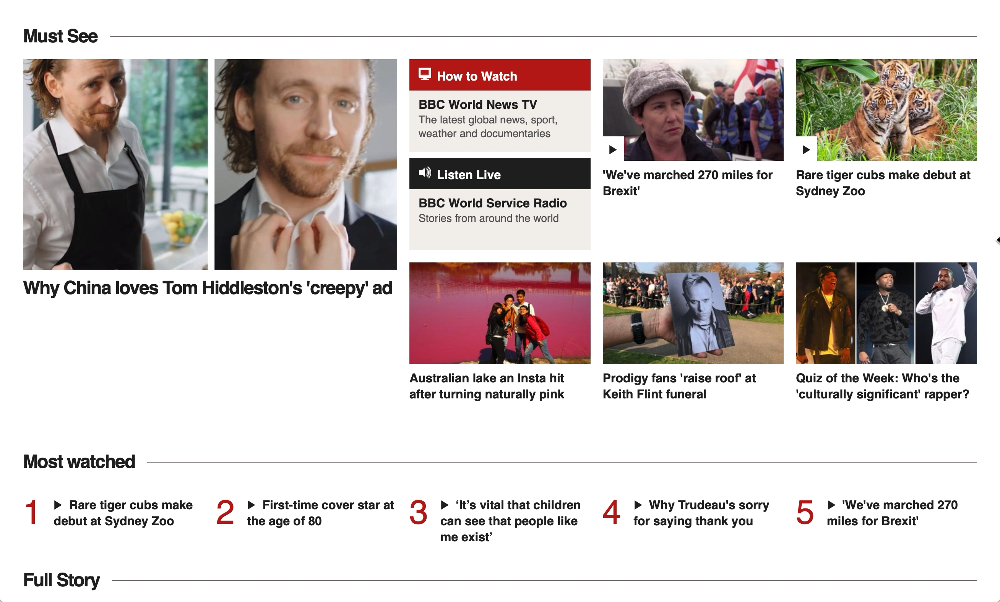 Must See
Why China loves Tom Hiddleston's 'creepy' ad
How to Watch
BBC World News TV
The latest global news, sport,
weather and documentaries
Listen Live
BBC World Service Radio
Stories from around the world
'We've marched 270 miles for
Brexit'
Rare tiger cubs make debut at
Sydney Zoo
Australian lake an Insta hit
after turning naturally pink
Prodigy fans 'raise roof' at
Keith Flint funeral
Quiz of the Week: Who's the
'culturally significant' rapper?
Most watched
1
Rare tiger cubs make
debut at Sydney Zoo
2
First-time cover star at
the age of 80
3
‘It’s vital that children
can see that people like
me exist’
4
Why Trudeau's sorry
for saying thank you
5
'We've marched 270
miles for Brexit'
Full Story